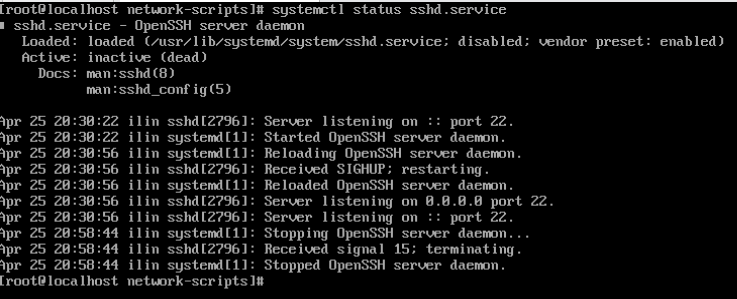 [root@localhost network-scripts]# systemctl status sshd.service
■ sshd.service - OpenSSH server daemon
Loaded: loaded (/usr/lib/systemd/system/sshd.service; disabled; vendor preset: enabled)
Active: inactive (dead)
Docs: man:sshd(8)
man:sshd_config(5)
Apr 25 20:30:22 ilin sshd[2796]: Server listening on :: port 22.
Apr 25 20:30:22 ilin systemd[1]: Started OpenSSH server daemon.
Apr 25 20:30:56 ilin systemd[1]: Reloading OpenSSH server daemon.
Apr 25 20:30:56 ilin sshd[2796]: Received SIGHUP; restarting.
Apr 25 20:30:56 ilin systemd[1]: Reloaded OpenSSH server daemon.
Apr 25 20:30:56 ilin sshd[2796]: Server listening on 0.0.0.0 port 22.
Apr 25 20:30:56 ilin sshd[2796]: Server listening on :: port 22.
Apr 25 20:58:44 ilin systemd[1]: Stopping OpenSSH server daemon...
Apr 25 20:58:44 ilin sshd[2796]: Received signal 15; terminating.
Apr 25 20:58:44 ilin systemd[1]: Stopped OpenSSH server daemon.
[root@localhost network-scripts]#